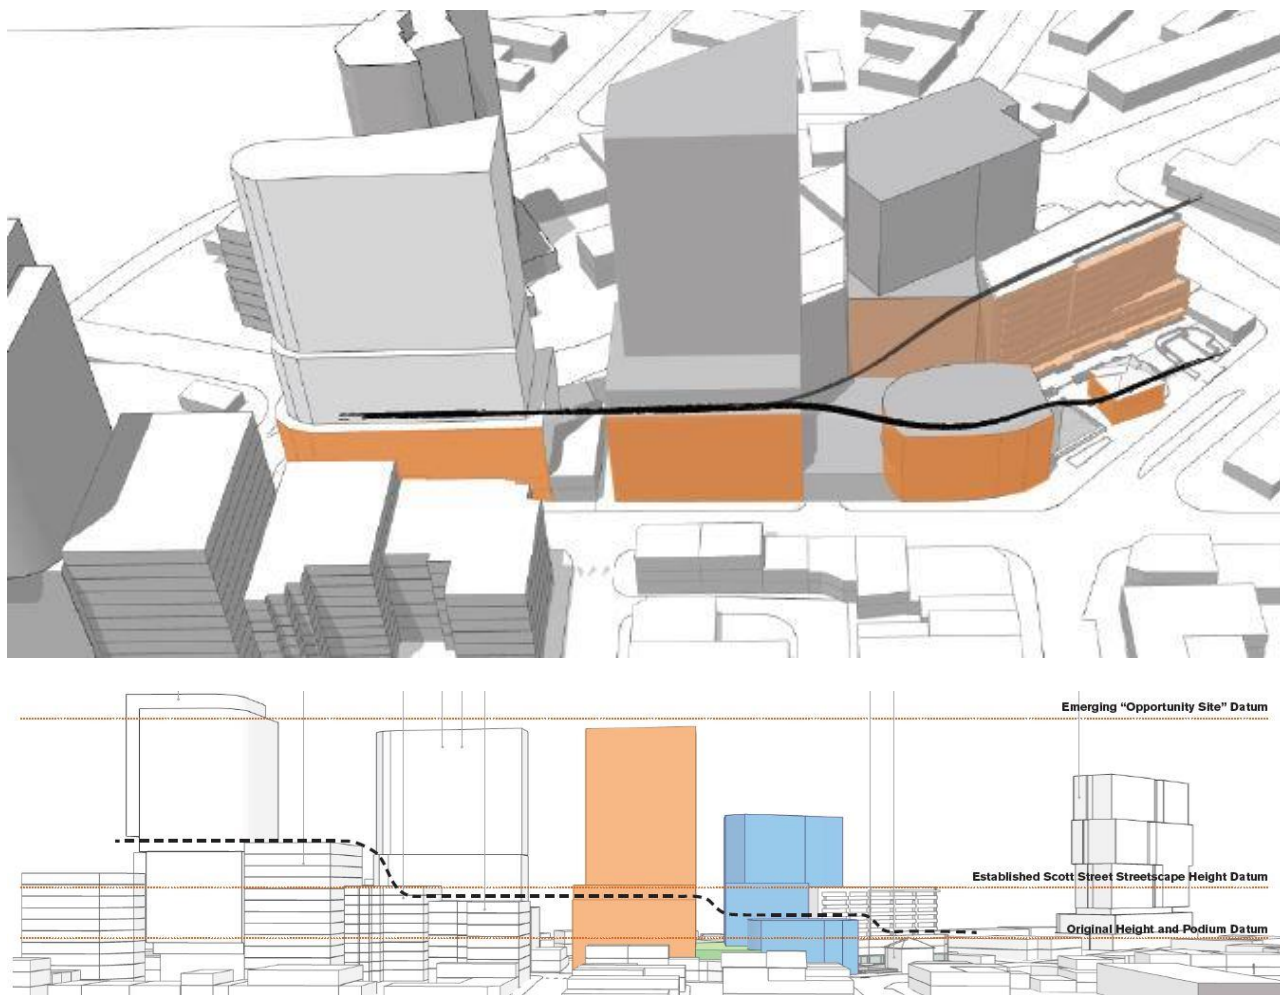 Emerging “Opportunity Site” Datum
Established Scott Street Streetscape Height Datum
Original Height and Podium Datum